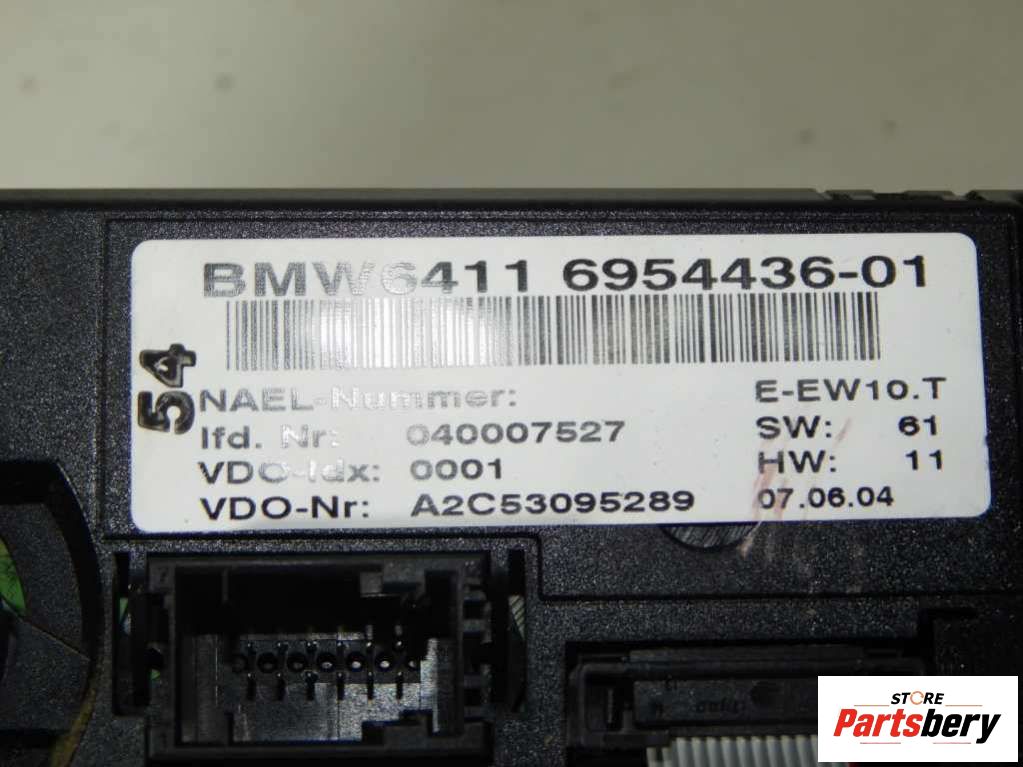 BMW6411 6954436-01
54
NAEL-Nummer: E-EW10.T
lfd. Nr: 040007527 SW: 61
VDO-Idx: 0001 HW: 11
VDO-Nr: A2C53095289 07.06.04
STORE
Partsbery